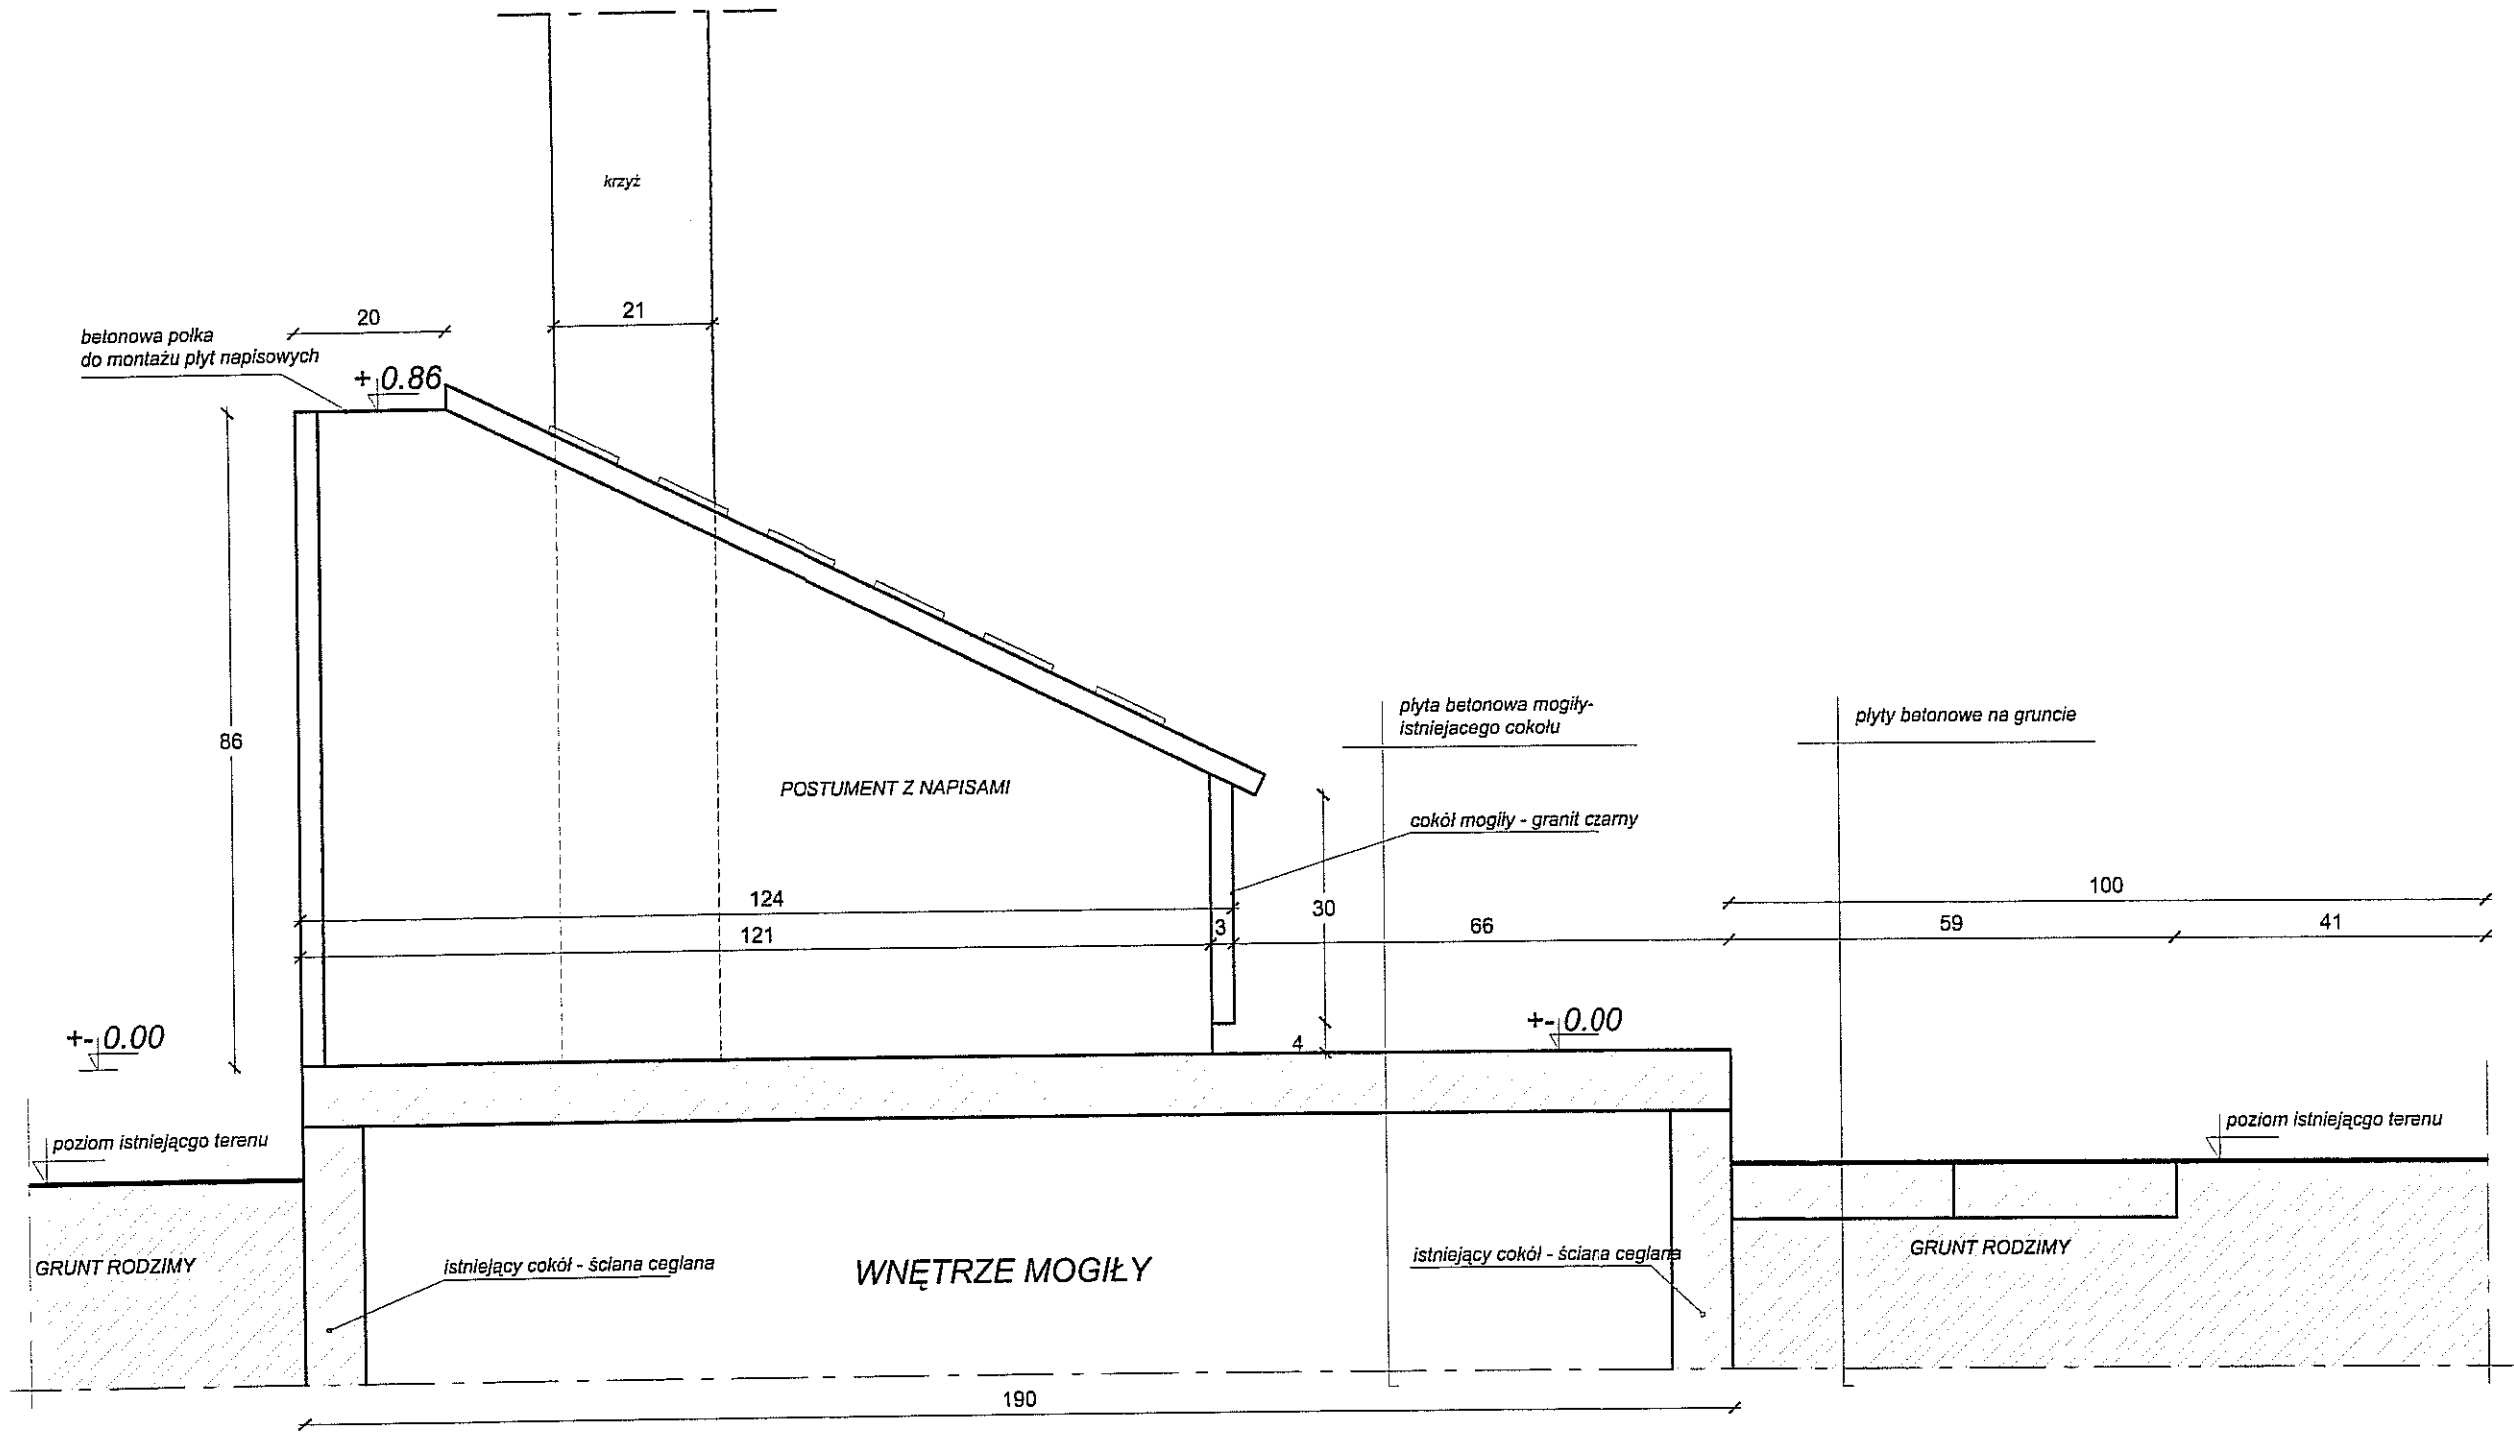 krzyż
20
21
betonowa połka
do montażu płyt napisowych
+ 0.86
86
płyta betonowa mogiły-
istniejacego cokołu
płyty betonowe na gruncie
POSTUMENT Z NAPISAMI
cokół mogiły - granit czarny
124
30
100
121
3
66
59
41
+- 0.00
4
+- 0.00
poziom istniejącgo terenu
poziom istniejącgo terenu
GRUNT RODZIMY
istniejący cokół - ściana ceglana
WNĘTRZE MOGIŁY
istniejący cokół - ściana ceglana
GRUNT RODZIMY
190